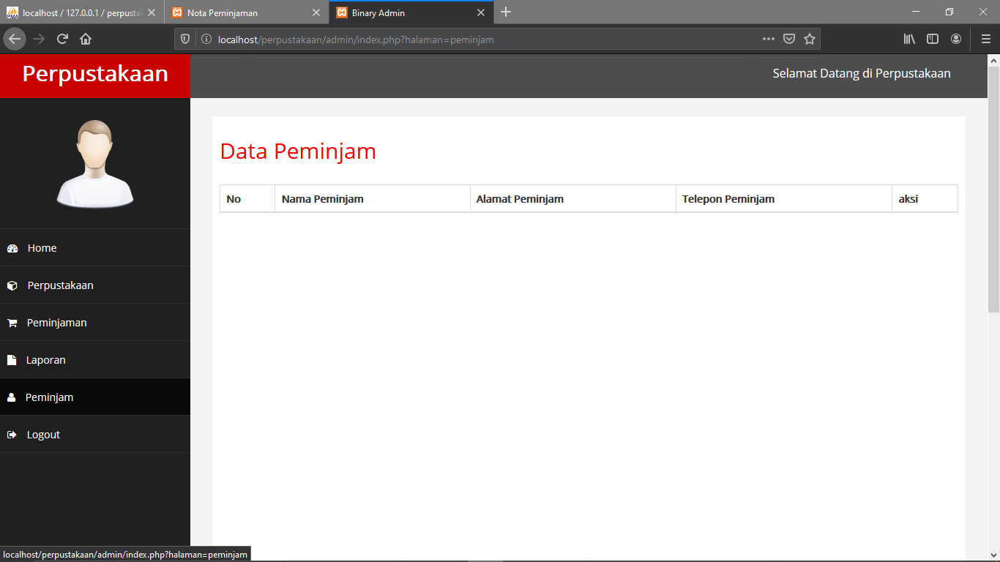 localhost / 127.0.0.1 / perpusta
Nota Peminjaman
Binary Admin
localhost/perpustakaan/admin/index.php?halaman=peminjam
Perpustakaan
Selamat Datang di Perpustakaan
Data Peminjam
No Nama Peminjam Alamat Peminjam Telepon Peminjam aksi
Home
Perpustakaan
Peminjaman
Laporan
Peminjam
Logout
localhost/perpustakaan/admin/index.php?halaman=peminjam